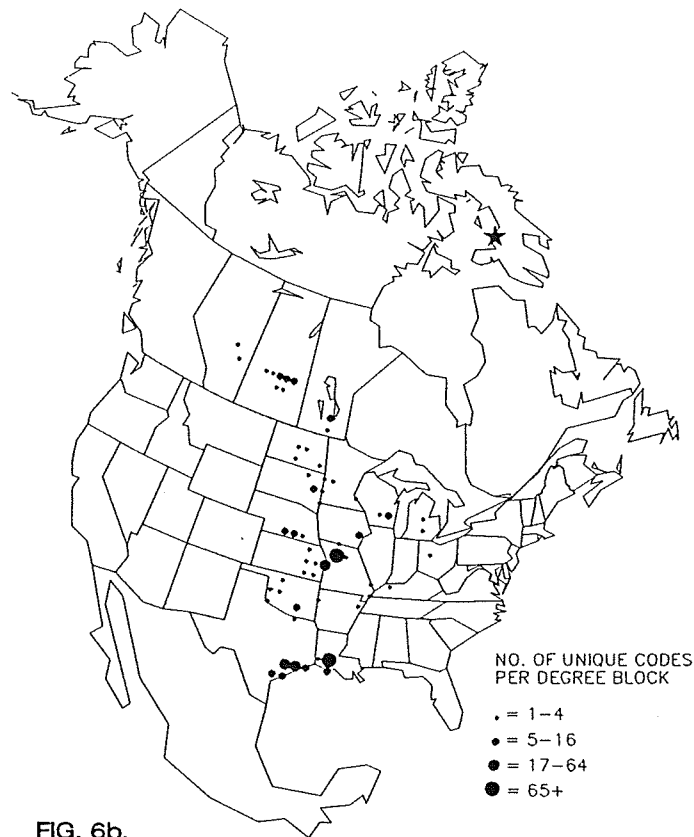 NO. OF UNIQUE CODES
PER DEGREE BLOCK
. = 1-4
• = 5-16
● = 17-64
● = 65+
FIG. 6b.